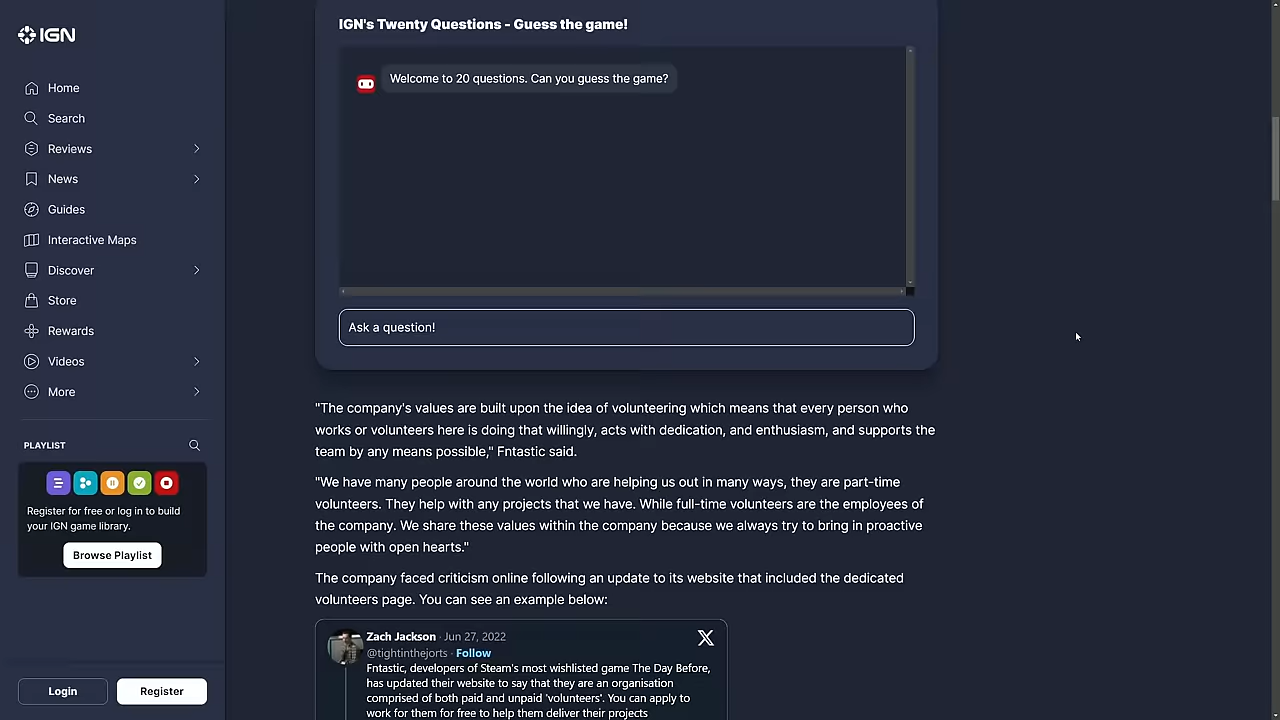 IGN
Home
Search
Reviews
News
Guides
Interactive Maps
Discover
Store
Rewards
Videos
More
PLAYLIST
Register for free or log in to build
your IGN game library.
Browse Playlist
Login
Register
IGN's Twenty Questions - Guess the game!
Welcome to 20 questions. Can you guess the game?
Ask a question!
"The company's values are built upon the idea of volunteering which means that every person who
works or volunteers here is doing that willingly, acts with dedication, and enthusiasm, and supports the
team by any means possible," Fntastic said.
"We have many people around the world who are helping us out in many ways, they are part-time
volunteers. They help with any projects that we have. While full-time volunteers are the employees of
the company. We share these values within the company because we always try to bring in proactive
people with open hearts."
The company faced criticism online following an update to its website that included the dedicated
volunteers page. You can see an example below:
Zach Jackson · Jun 27, 2022
@tightinthejorts · Follow
Fntastic, developers of Steam's most wishlisted game The Day Before,
has updated their website to say that they are an organisation
comprised of both paid and unpaid 'volunteers'. You can apply to
work for them for free to help them deliver their projects